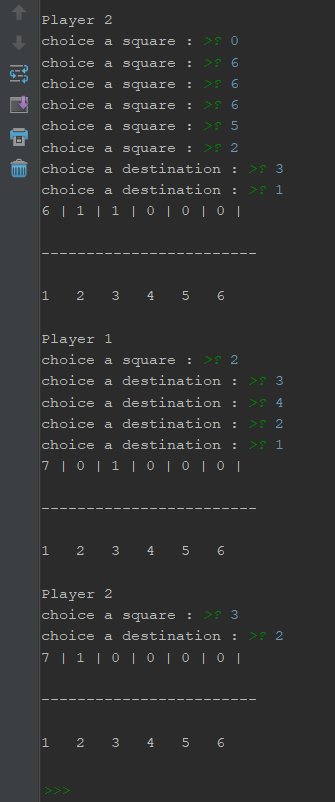 Player 2
choice a square : >? 0
choice a square : >? 6
choice a square : >? 6
choice a square : >? 6
choice a square : >? 5
choice a square : >? 2
choice a destination : >? 3
choice a destination : >? 1
6 | 1 | 1 | 0 | 0 | 0 |
-------------------------
1 2 3 4 5 6
Player 1
choice a square : >? 2
choice a destination : >? 3
choice a destination : >? 4
choice a destination : >? 2
choice a destination : >? 1
7 | 0 | 1 | 0 | 0 | 0 |
-------------------------
1 2 3 4 5 6
Player 2
choice a square : >? 3
choice a destination : >? 2
7 | 1 | 0 | 0 | 0 | 0 |
-------------------------
1 2 3 4 5 6
>>>